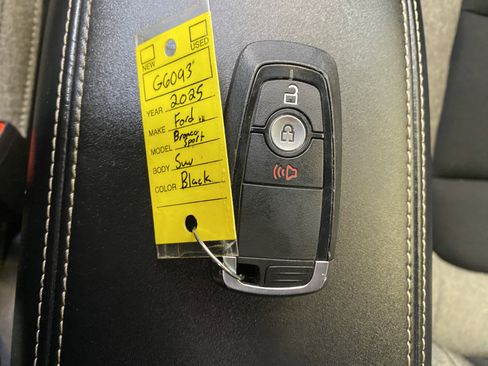 NEW USED
G6093
YEAR 2025
MAKE Ford
MODEL Bronco Sport
BODY Suv
COLOR Black